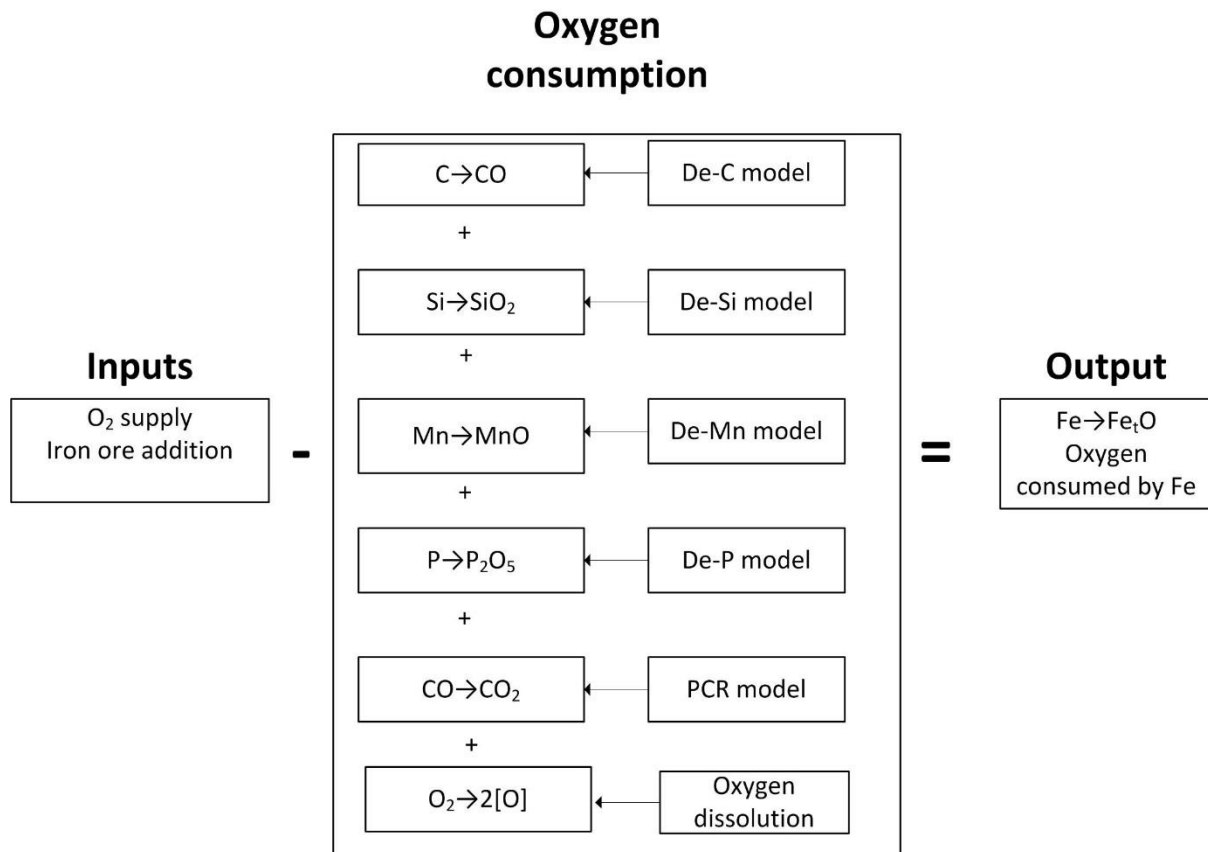 Oxygen
consumption
C→CO
De-C model
+
Si→SiO₂
De-Si model
+
Inputs
O₂ supply
Iron ore addition
-
Mn→MnO
De-Mn model
+
=
Output
Fe→FeₜO
Oxygen
consumed by Fe
P→P₂O₅
De-P model
+
CO→CO₂
PCR model
+
O₂→2[O]
Oxygen
dissolution